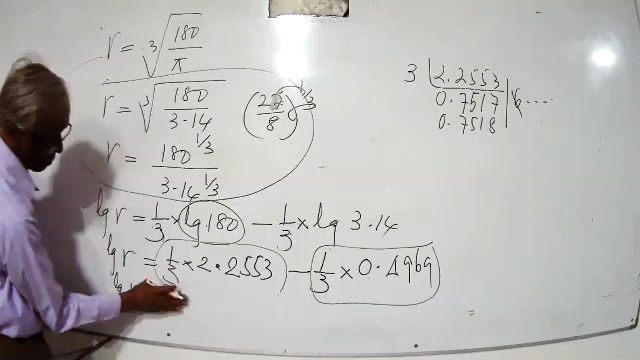 r = ∛(180/π)
r = ∛(180/3.14) (27/8)^1/3
r = 180^1/3 / 3.14^1/3
lg r = 1/3 × lg 180 − 1/3 × lg 3.14
lg r = 1/3 × 2.2553 − 1/3 × 0.4969
lg
3 | 2.2553
0.7517
0.7518